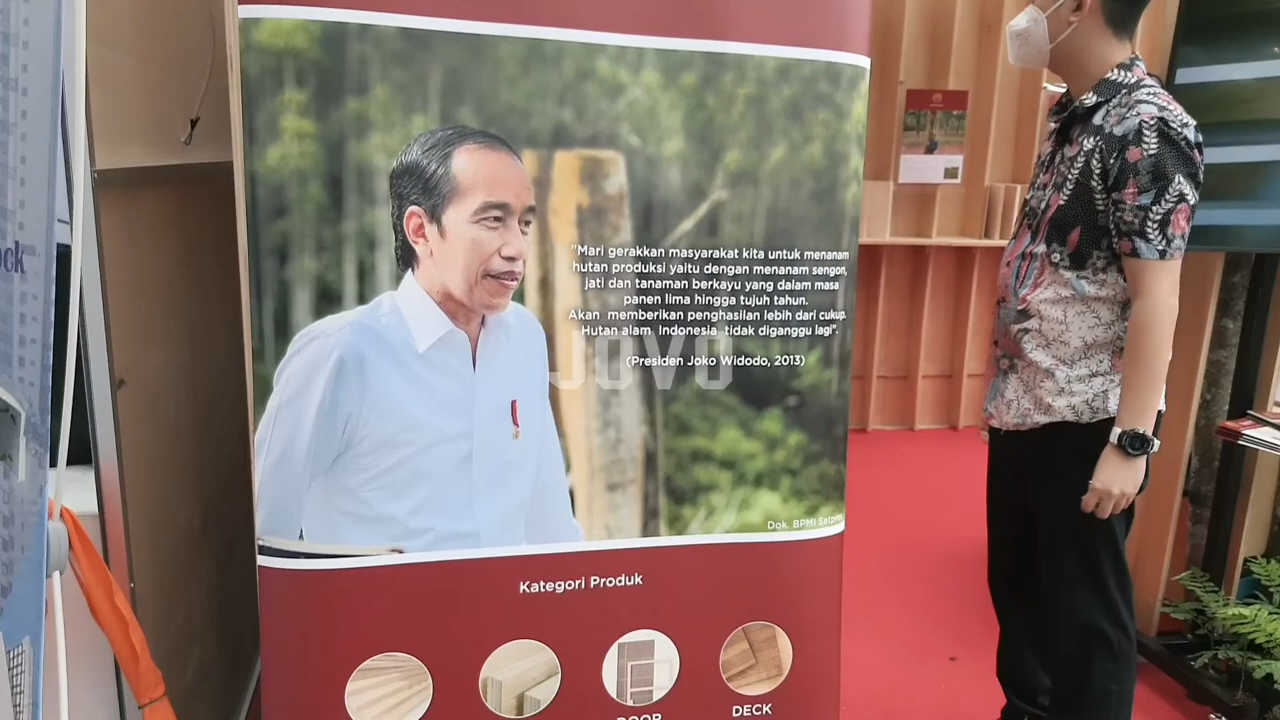 ock
"Mari gerakkan masyarakat kita untuk menanam
hutan produksi yaitu dengan menanam sengon,
jati dan tanaman berkayu yang dalam masa
panen lima hingga tujuh tahun.
Akan memberikan penghasilan lebih dari cukup.
Hutan alam Indonesia tidak diganggu lagi".
(Presiden Joko Widodo, 2013)
JOVO
Dok. BPMI Setpres
Kategori Produk
DOOR
DECK